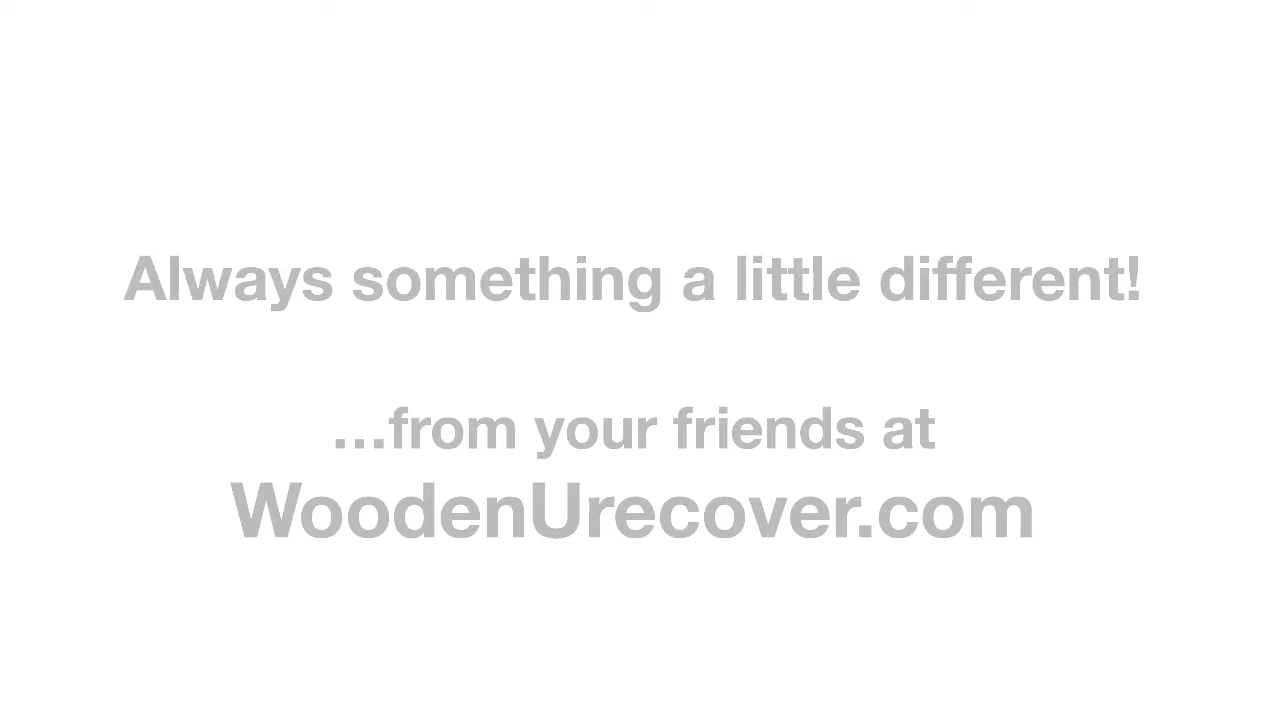 Always something a little different!
…from your friends at
WoodenUrecover.com